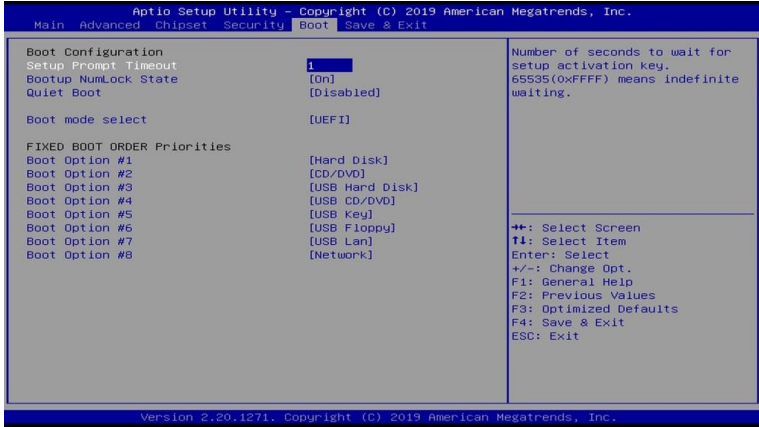 Aptio Setup Utility – Copyright (C) 2019 American Megatrends, Inc.
Main Advanced Chipset Security Boot Save & Exit
Boot Configuration
Setup Prompt Timeout 1
Bootup NumLock State [On]
Quiet Boot [Disabled]
Boot mode select [UEFI]
FIXED BOOT ORDER Priorities
Boot Option #1 [Hard Disk]
Boot Option #2 [CD/DVD]
Boot Option #3 [USB Hard Disk]
Boot Option #4 [USB CD/DVD]
Boot Option #5 [USB Key]
Boot Option #6 [USB Floppy]
Boot Option #7 [USB Lan]
Boot Option #8 [Network]
Number of seconds to wait for
setup activation key.
65535(0xFFFF) means indefinite
waiting.
→←: Select Screen
↑↓: Select Item
Enter: Select
+/-: Change Opt.
F1: General Help
F2: Previous Values
F3: Optimized Defaults
F4: Save & Exit
ESC: Exit
Version 2.20.1271. Copyright (C) 2019 American Megatrends, Inc.